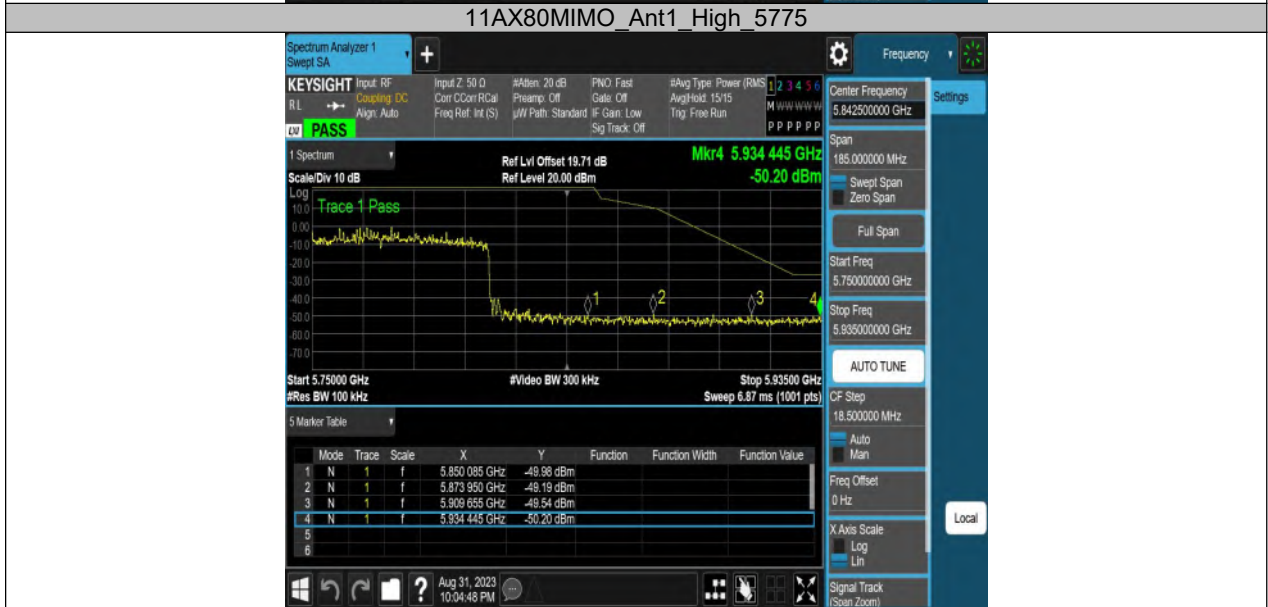 11AX80MIMO_Ant1_High_5775
Spectrum Analyzer 1
Swept SA
+
Frequency
KEYSIGHT
Input: RF
Coupling: DC
Align: Auto
RL
LXI
PASS
Input Z: 50 Ω
Corr CCorr RCal
Freq Ref: Int (S)
#Atten: 20 dB
Preamp: Off
µW Path: Standard
PNO: Fast
Gate: Off
IF Gain: Low
Sig Track: Off
#Avg Type: Power (RMS
Avg|Hold: 15/15
Trig: Free Run
1 2 3 4 5 6
M W W W W W
P P P P P P
1 Spectrum
Scale/Div 10 dB
Ref Lvl Offset 19.71 dB
Ref Level 20.00 dBm
Mkr4 5.934 445 GHz
-50.20 dBm
Log
Trace 1 Pass
10.0
0.00
-10.0
-20.0
-30.0
-40.0
-50.0
-60.0
-70.0
1
2
3
4
Start 5.75000 GHz
#Res BW 100 kHz
#Video BW 300 kHz
Stop 5.93500 GHz
Sweep 6.87 ms (1001 pts)
5 Marker Table
Mode Trace Scale X Y Function Function Width Function Value
1 N 1 f 5.850 085 GHz -49.98 dBm
2 N 1 f 5.873 950 GHz -49.19 dBm
3 N 1 f 5.909 655 GHz -49.54 dBm
4 N 1 f 5.934 445 GHz -50.20 dBm
5
6
?
Aug 31, 2023
10:04:48 PM
Center Frequency
5.842500000 GHz
Settings
Span
185.000000 MHz
Swept Span
Zero Span
Full Span
Start Freq
5.750000000 GHz
Stop Freq
5.935000000 GHz
AUTO TUNE
CF Step
18.500000 MHz
Auto
Man
Freq Offset
0 Hz
X Axis Scale
Log
Lin
Local
Signal Track
(Span Zoom)